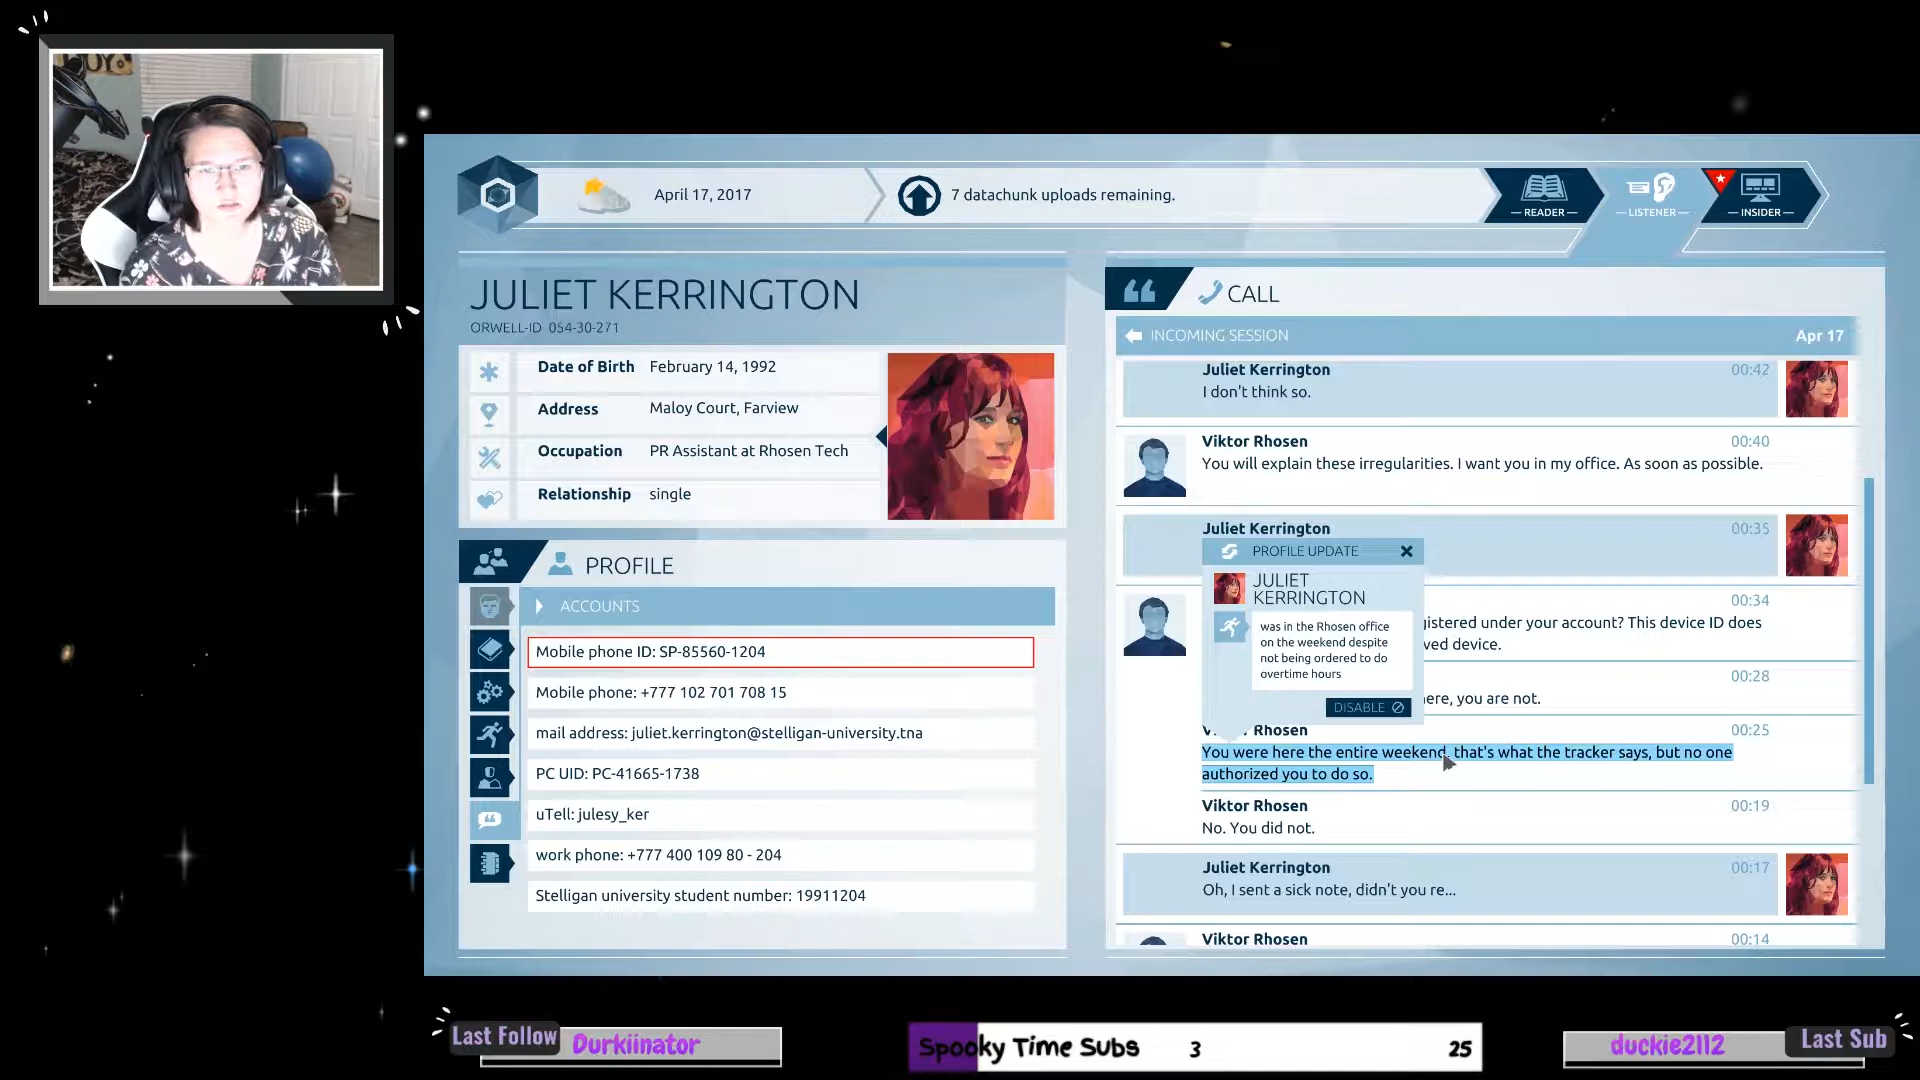 April 17, 2017
7 datachunk uploads remaining.
READER
LISTENER
INSIDER
JULIET KERRINGTON
ORWELL-ID 054-30-271
Date of Birth February 14, 1992
Address Maloy Court, Farview
Occupation PR Assistant at Rhosen Tech
Relationship single
PROFILE
ACCOUNTS
Mobile phone ID: SP-85560-1204
Mobile phone: +777 102 701 708 15
mail address: juliet.kerrington@stelligan-university.tna
PC UID: PC-41665-1738
uTell: julesy_ker
work phone: +777 400 109 80 - 204
Stelligan university student number: 19911204
CALL
INCOMING SESSION Apr 17
Juliet Kerrington 00:42
I don't think so.
Viktor Rhosen 00:40
You will explain these irregularities. I want you in my office. As soon as possible.
Juliet Kerrington 00:35
PROFILE UPDATE
JULIET
KERRINGTON
was in the Rhosen office
on the weekend despite
not being ordered to do
overtime hours
DISABLE
00:34
gistered under your account? This device ID does
ved device.
00:28
ere, you are not.
Rhosen 00:25
You were here the entire weekend, that's what the tracker says, but no one
authorized you to do so.
Viktor Rhosen 00:19
No. You did not.
Juliet Kerrington 00:17
Oh, I sent a sick note, didn't you re...
Viktor Rhosen 00:14
Last Follow Durkiinator
Spooky Time Subs 3 25
duckie2112 Last Sub